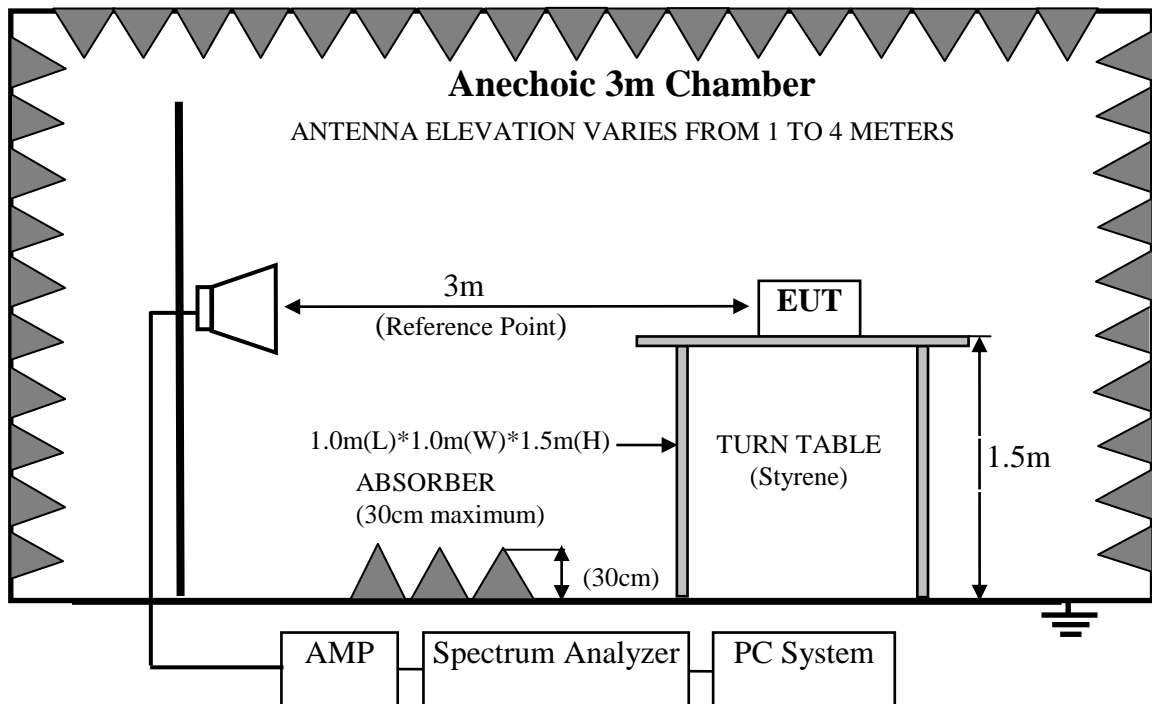 Anechoic 3m Chamber
ANTENNA ELEVATION VARIES FROM 1 TO 4 METERS
3m
(Reference Point)
EUT
1.0m(L)*1.0m(W)*1.5m(H)
TURN TABLE
(Styrene)
1.5m
ABSORBER
(30cm maximum)
(30cm)
AMP
Spectrum Analyzer
PC System